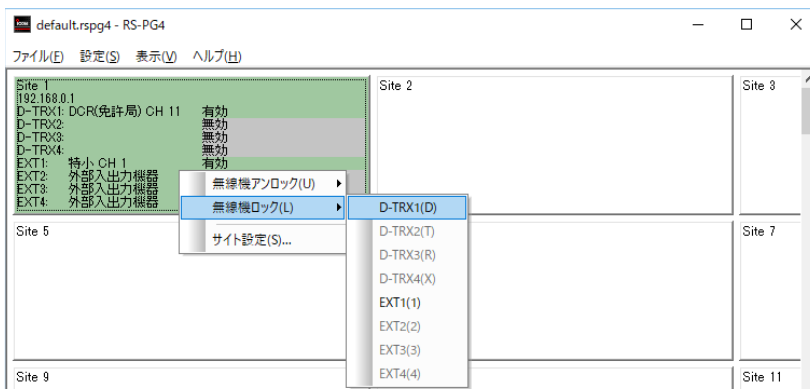 default.rspg4 - RS-PG4
ファイル(F) 設定(S) 表示(V) ヘルプ(H)
Site 1
192.168.0.1
D-TRX1: DCR(免許局) CH 11 有効
D-TRX2: 無効
D-TRX3: 無効
D-TRX4: 無効
EXT1: 特小 CH 1 有効
EXT2: 外部入出力機器
EXT3: 外部入出力機器
EXT4: 外部入出力機器
Site 2
Site 3
無線機アンロック(U)
無線機ロック(L)
サイト設定(S)...
D-TRX1(D)
D-TRX2(T)
D-TRX3(R)
D-TRX4(X)
EXT1(1)
EXT2(2)
EXT3(3)
EXT4(4)
Site 5
Site 7
Site 9
Site 11